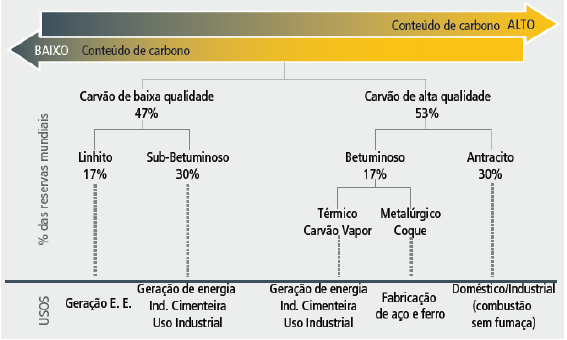 Conteúdo de carbono ALTO
BAIXO Conteúdo de carbono
Carvão de baixa qualidade
47%
Carvão de alta qualidade
53%
% das reservas mundiais
Linhito
17%
Sub-Betuminoso
30%
Betuminoso
17%
Antracito
30%
Térmico
Carvão Vapor
Metalúrgico
Coque
USOS
Geração E. E.
Geração de energia
Ind. Cimenteira
Uso Industrial
Geração de energia
Ind. Cimenteira
Uso Industrial
Fabricação
de aço e ferro
Doméstico/Industrial
(combustão
sem fumaça)